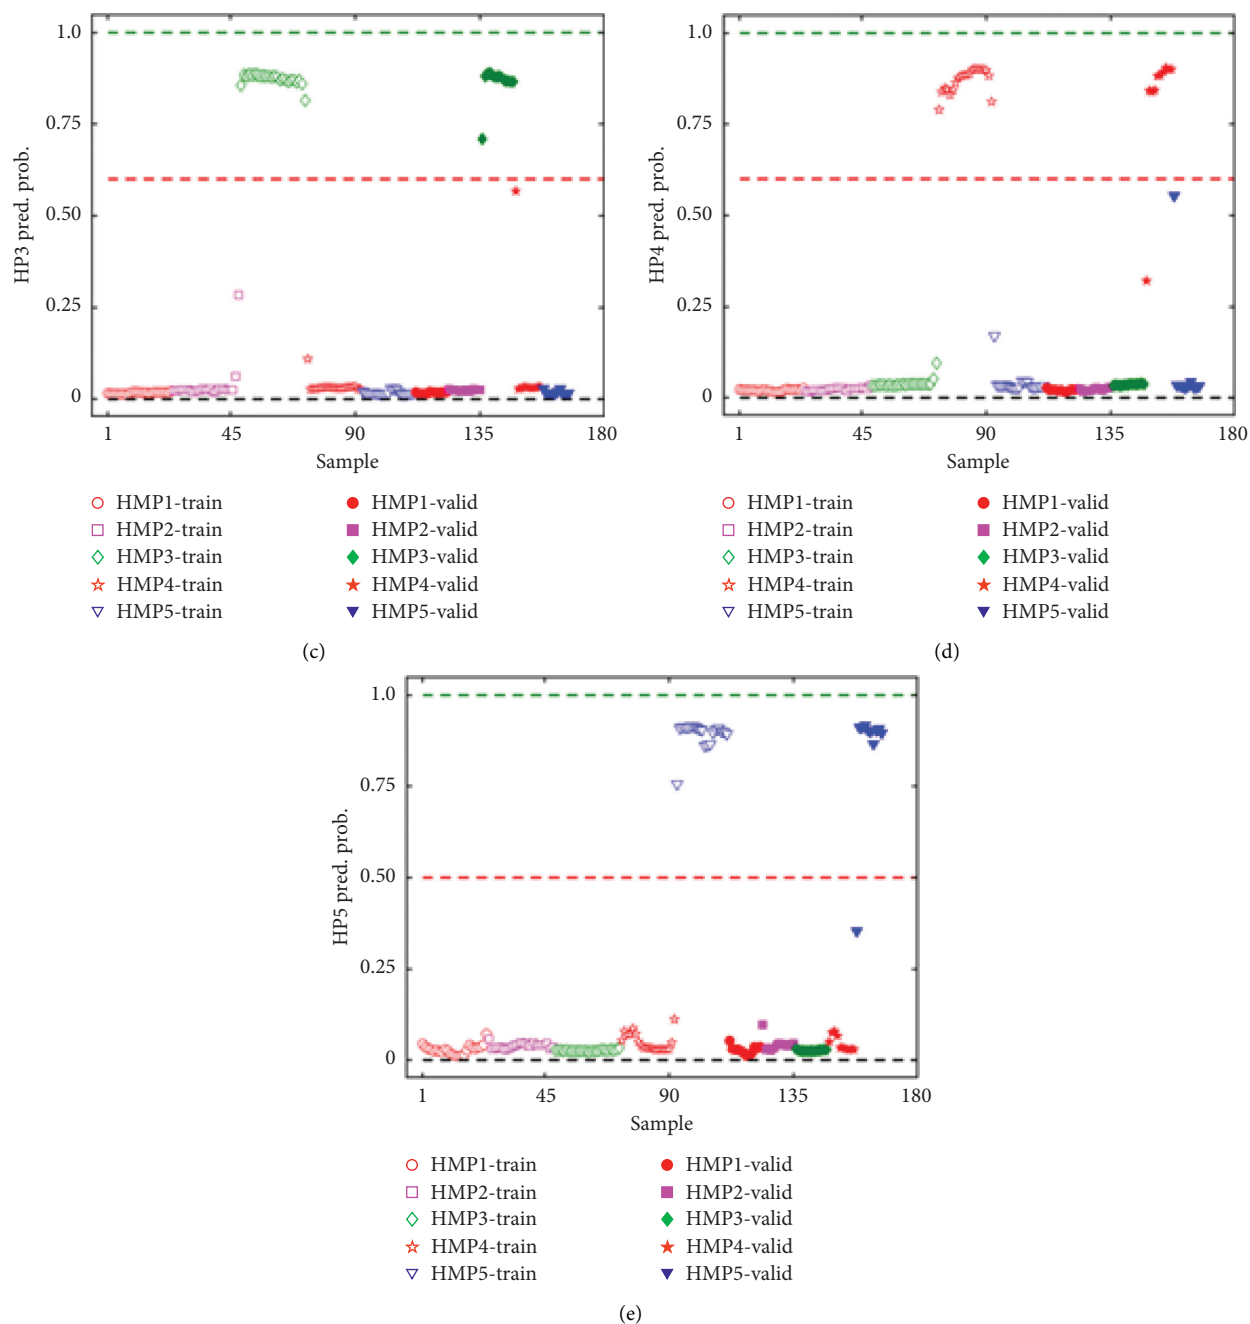 1.0
0.75
0.50
0.25
0
HP3 pred. prob.
1 45 90 135 180
Sample
HMP1-train HMP1-valid
HMP2-train HMP2-valid
HMP3-train HMP3-valid
HMP4-train HMP4-valid
HMP5-train HMP5-valid
(c)
1.0
0.75
0.50
0.25
0
HP4 pred. prob.
1 45 90 135 180
Sample
HMP1-train HMP1-valid
HMP2-train HMP2-valid
HMP3-train HMP3-valid
HMP4-train HMP4-valid
HMP5-train HMP5-valid
(d)
1.0
0.75
0.50
0.25
0
HP5 pred. prob.
1 45 90 135 180
Sample
HMP1-train HMP1-valid
HMP2-train HMP2-valid
HMP3-train HMP3-valid
HMP4-train HMP4-valid
HMP5-train HMP5-valid
(e)